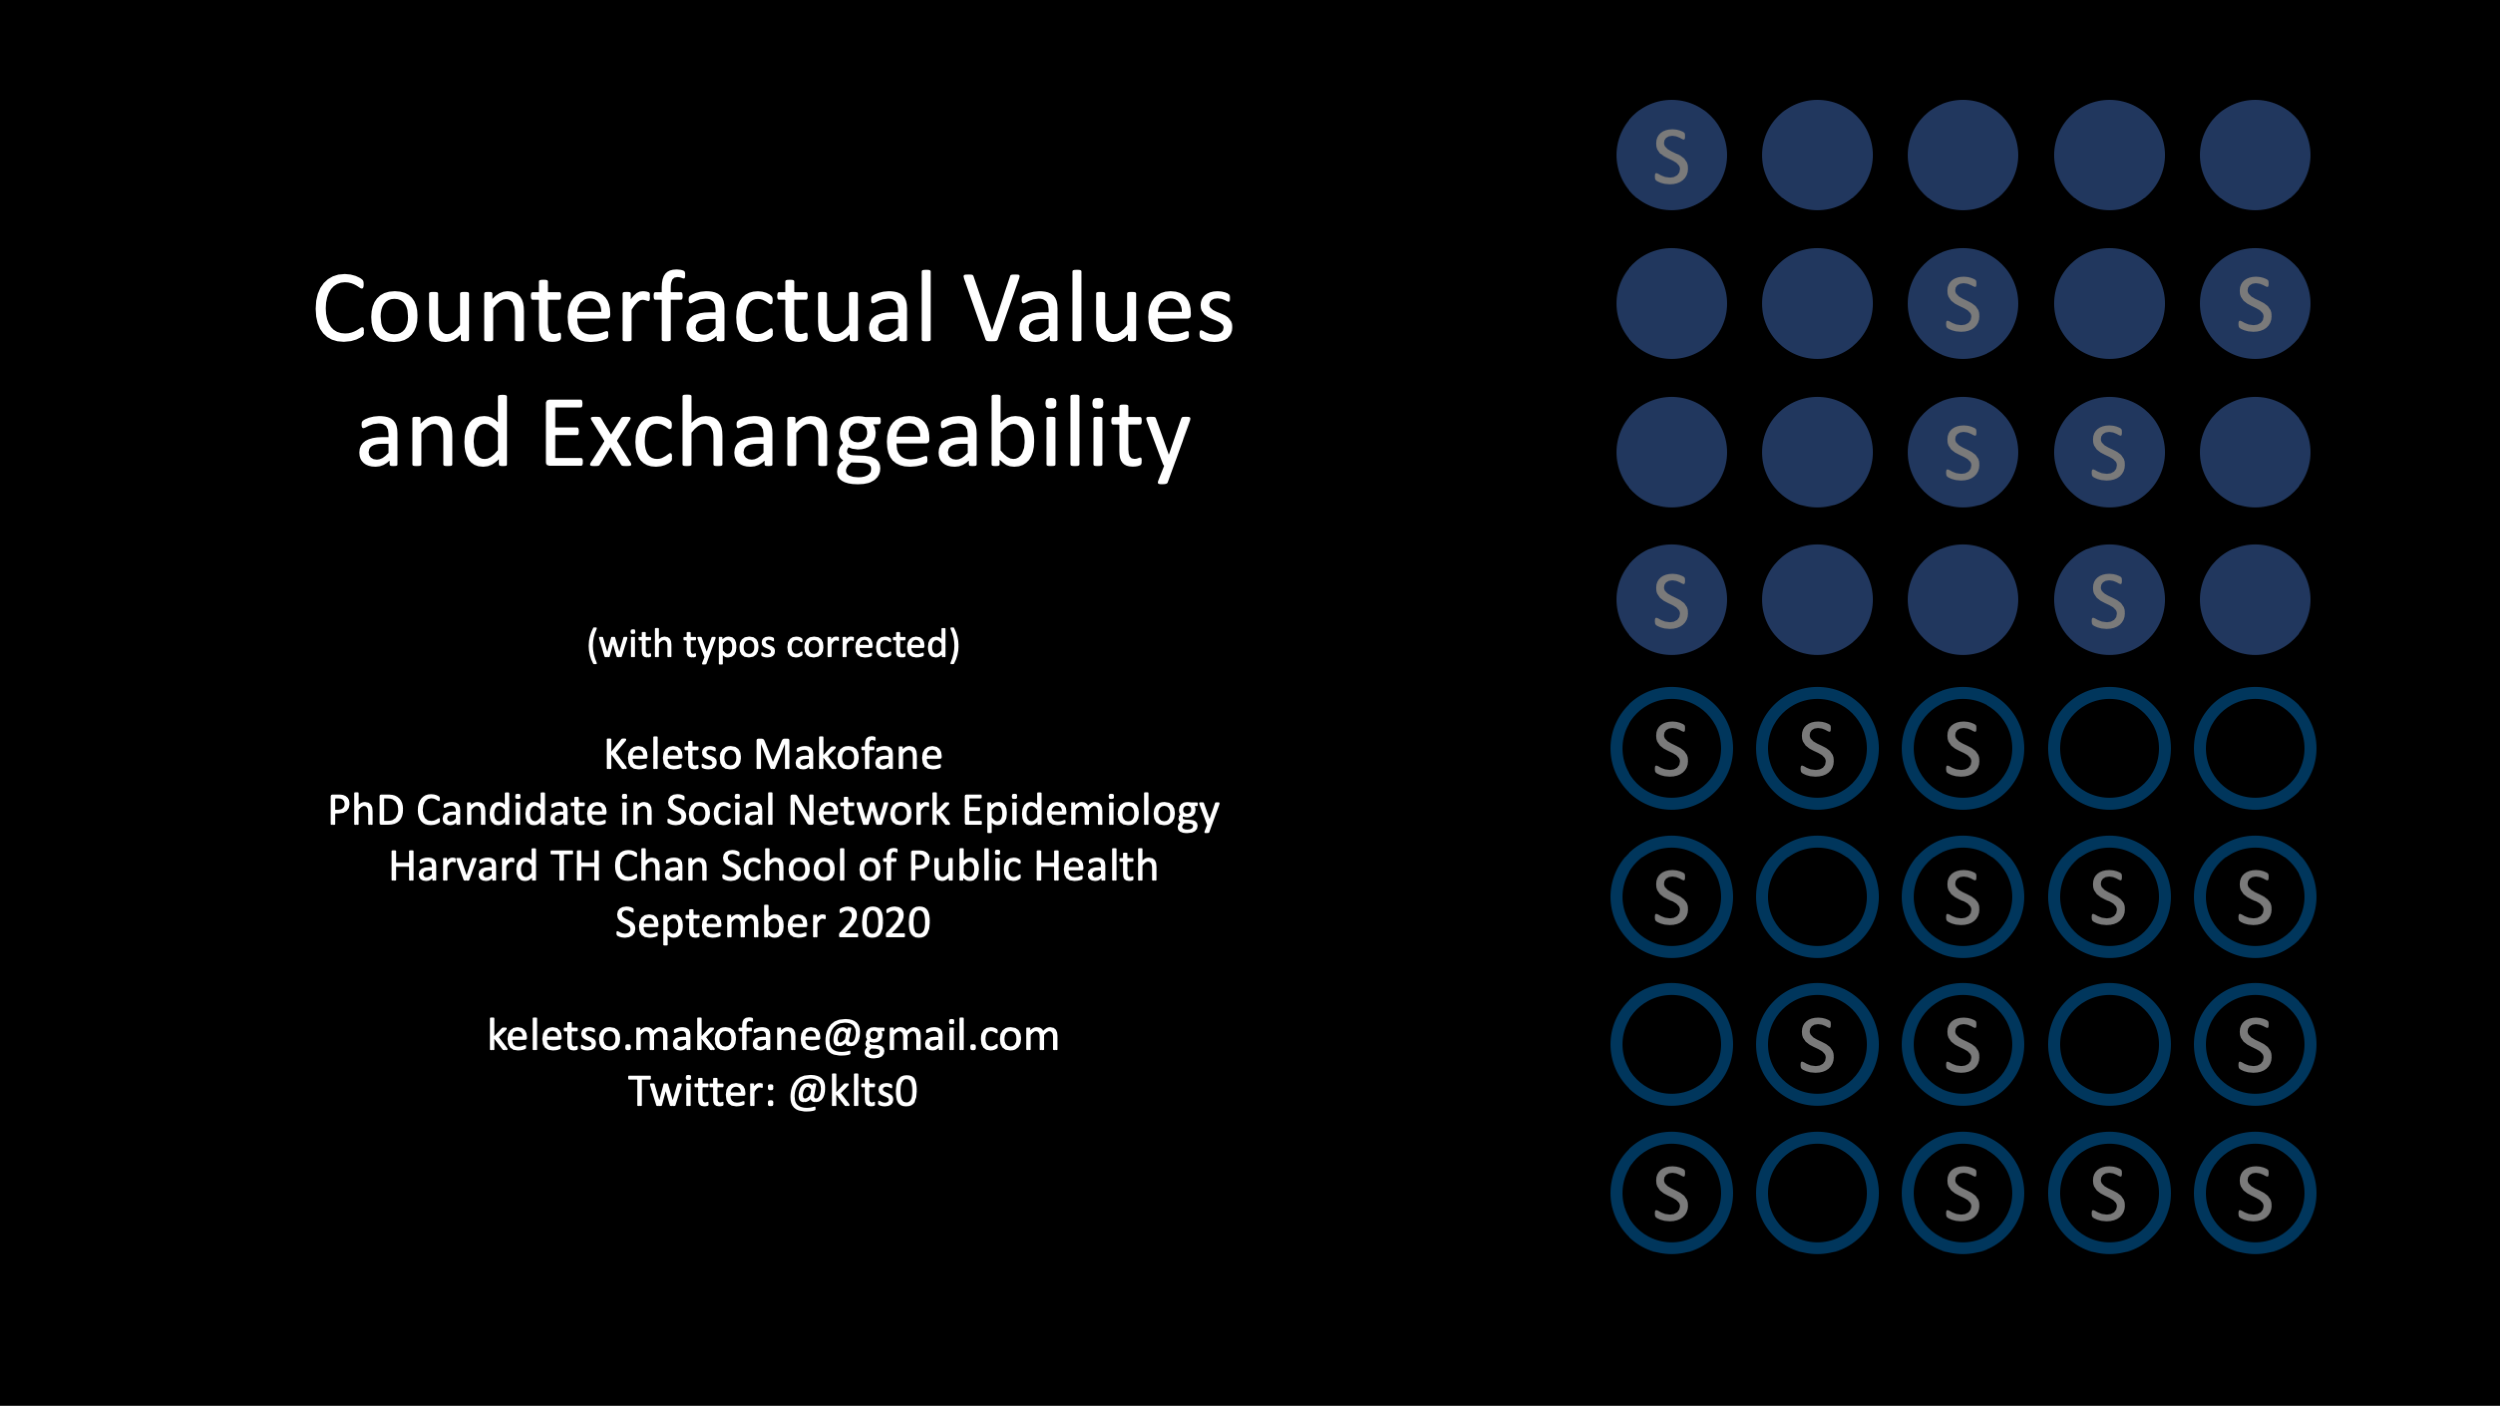 Counterfactual Values
and Exchangeability
(with typos corrected)
Keletso Makofane
PhD Candidate in Social Network Epidemiology
Harvard TH Chan School of Public Health
September 2020
keletso.makofane@gmail.com
Twitter: @klts0
S
S S
S S
S S
S S S
S S S S
S S S
S S S S